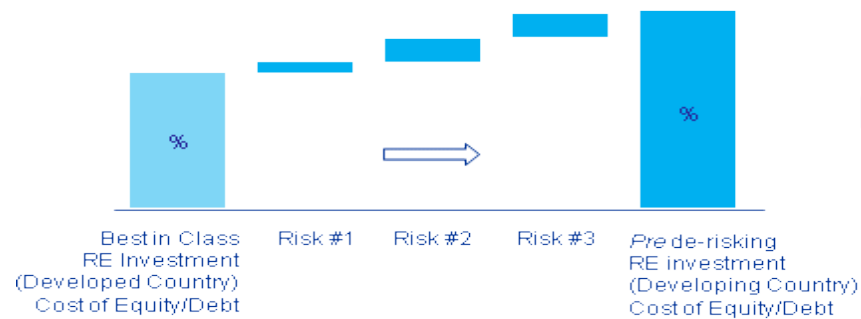 %
%
Best in Class
RE Investment
(Developed Country)
Cost of Equity/Debt
Risk #1
Risk #2
Risk #3
Pre de-risking
RE investment
(Developing Country)
Cost of Equity/Debt